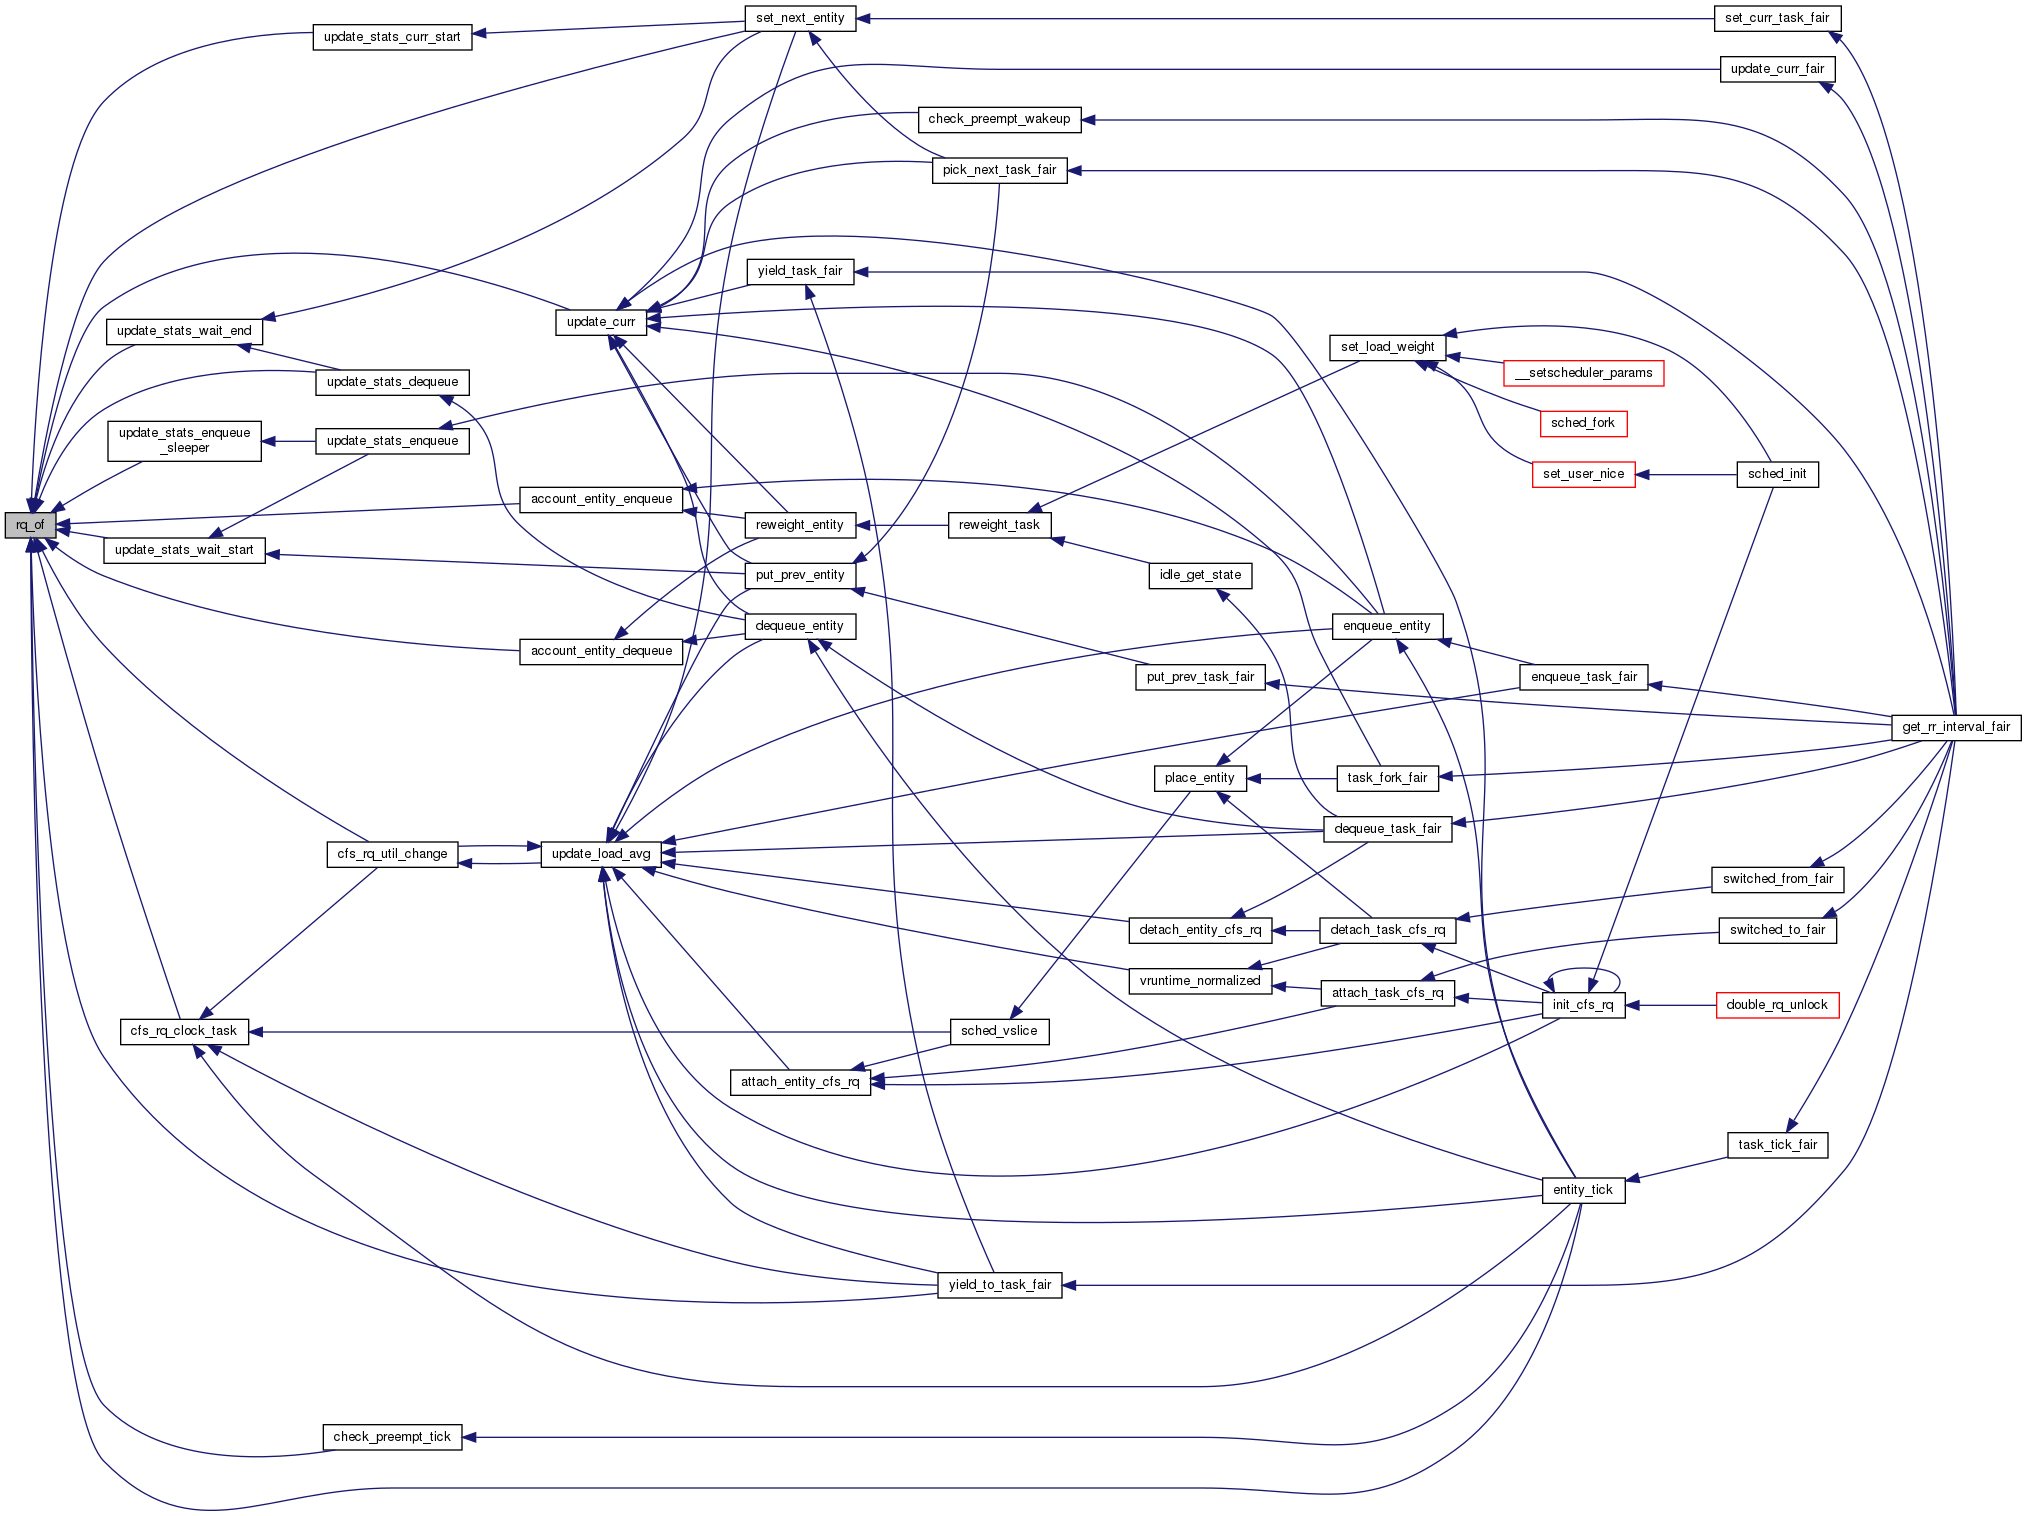 set_next_entity
set_curr_task_fair
update_stats_curr_start
update_curr_fair
check_preempt_wakeup
pick_next_task_fair
yield_task_fair
update_curr
update_stats_wait_end
set_load_weight
__setscheduler_params
update_stats_dequeue
sched_fork
update_stats_enqueue
_sleeper
update_stats_enqueue
set_user_nice
sched_init
account_entity_enqueue
rq_of
reweight_entity
reweight_task
update_stats_wait_start
put_prev_entity
idle_get_state
dequeue_entity
enqueue_entity
account_entity_dequeue
put_prev_task_fair
enqueue_task_fair
get_rr_interval_fair
place_entity
task_fork_fair
dequeue_task_fair
cfs_rq_util_change
update_load_avg
switched_from_fair
detach_entity_cfs_rq
detach_task_cfs_rq
switched_to_fair
vruntime_normalized
attach_task_cfs_rq
init_cfs_rq
double_rq_unlock
cfs_rq_clock_task
sched_vslice
attach_entity_cfs_rq
task_tick_fair
entity_tick
yield_to_task_fair
check_preempt_tick